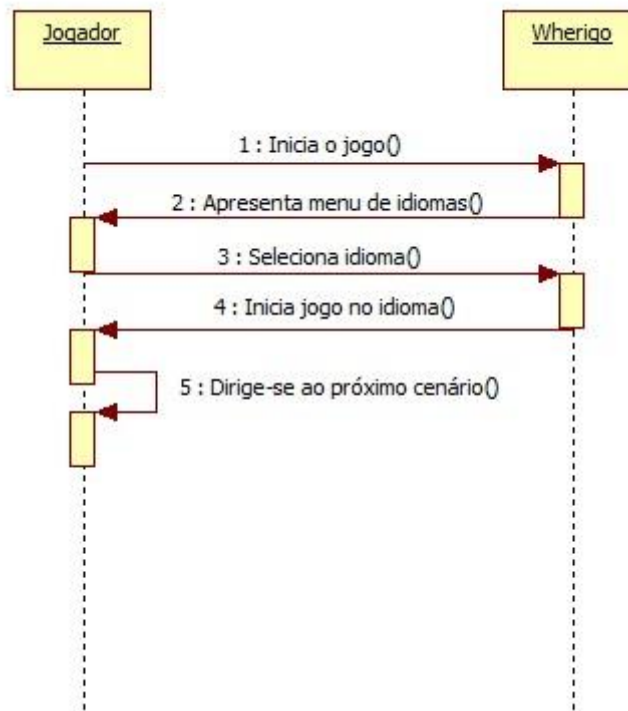 Jogador
Wherigo
1 : Inicia o jogo()
2 : Apresenta menu de idiomas()
3 : Seleciona idioma()
4 : Inicia jogo no idioma()
5 : Dirige-se ao próximo cenário()